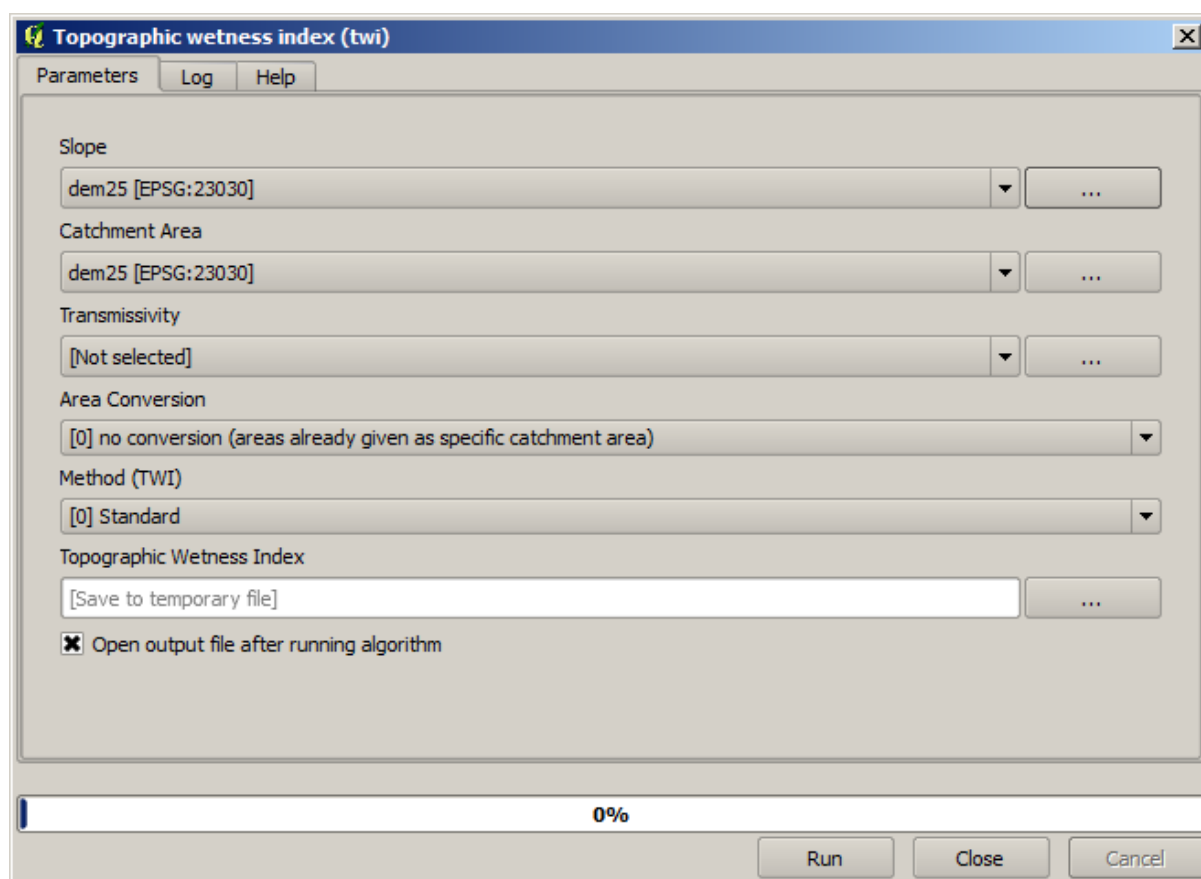 Topographic wetness index (twi)
Parameters Log Help
Slope
dem25 [EPSG:23030]
...
Catchment Area
dem25 [EPSG:23030]
...
Transmissivity
[Not selected]
...
Area Conversion
[0] no conversion (areas already given as specific catchment area)
Method (TWI)
[0] Standard
Topographic Wetness Index
[Save to temporary file]
...
Open output file after running algorithm
0%
Run Close Cancel